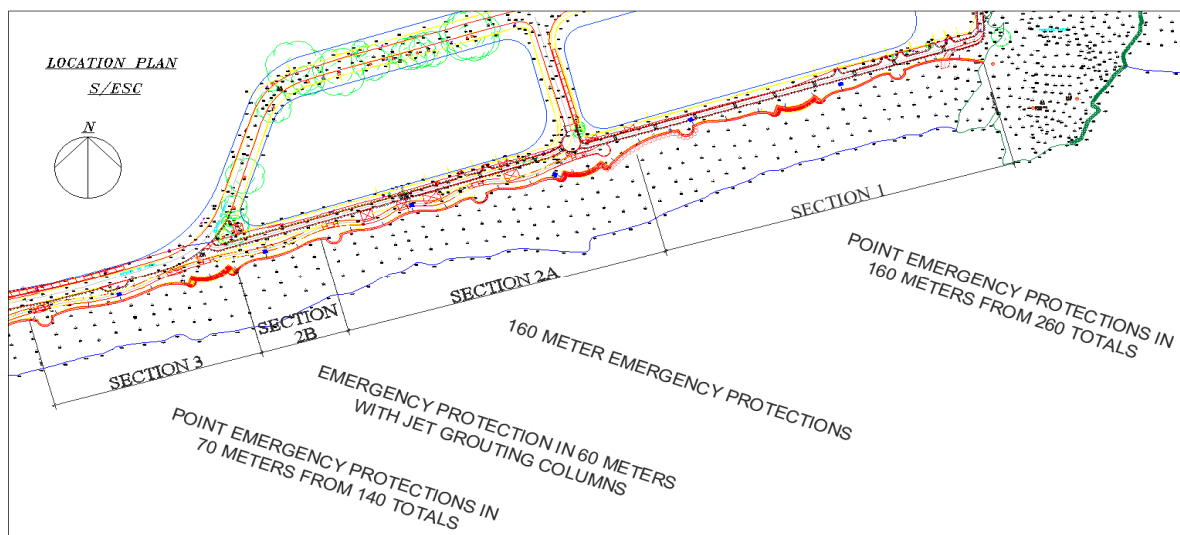 LOCATION PLAN
S/ESC
N
SECTION 1
SECTION 2A
SECTION
2B
SECTION 3
POINT EMERGENCY PROTECTIONS IN
160 METERS FROM 260 TOTALS
160 METER EMERGENCY PROTECTIONS
EMERGENCY PROTECTION IN 60 METERS
WITH JET GROUTING COLUMNS
POINT EMERGENCY PROTECTIONS IN
70 METERS FROM 140 TOTALS